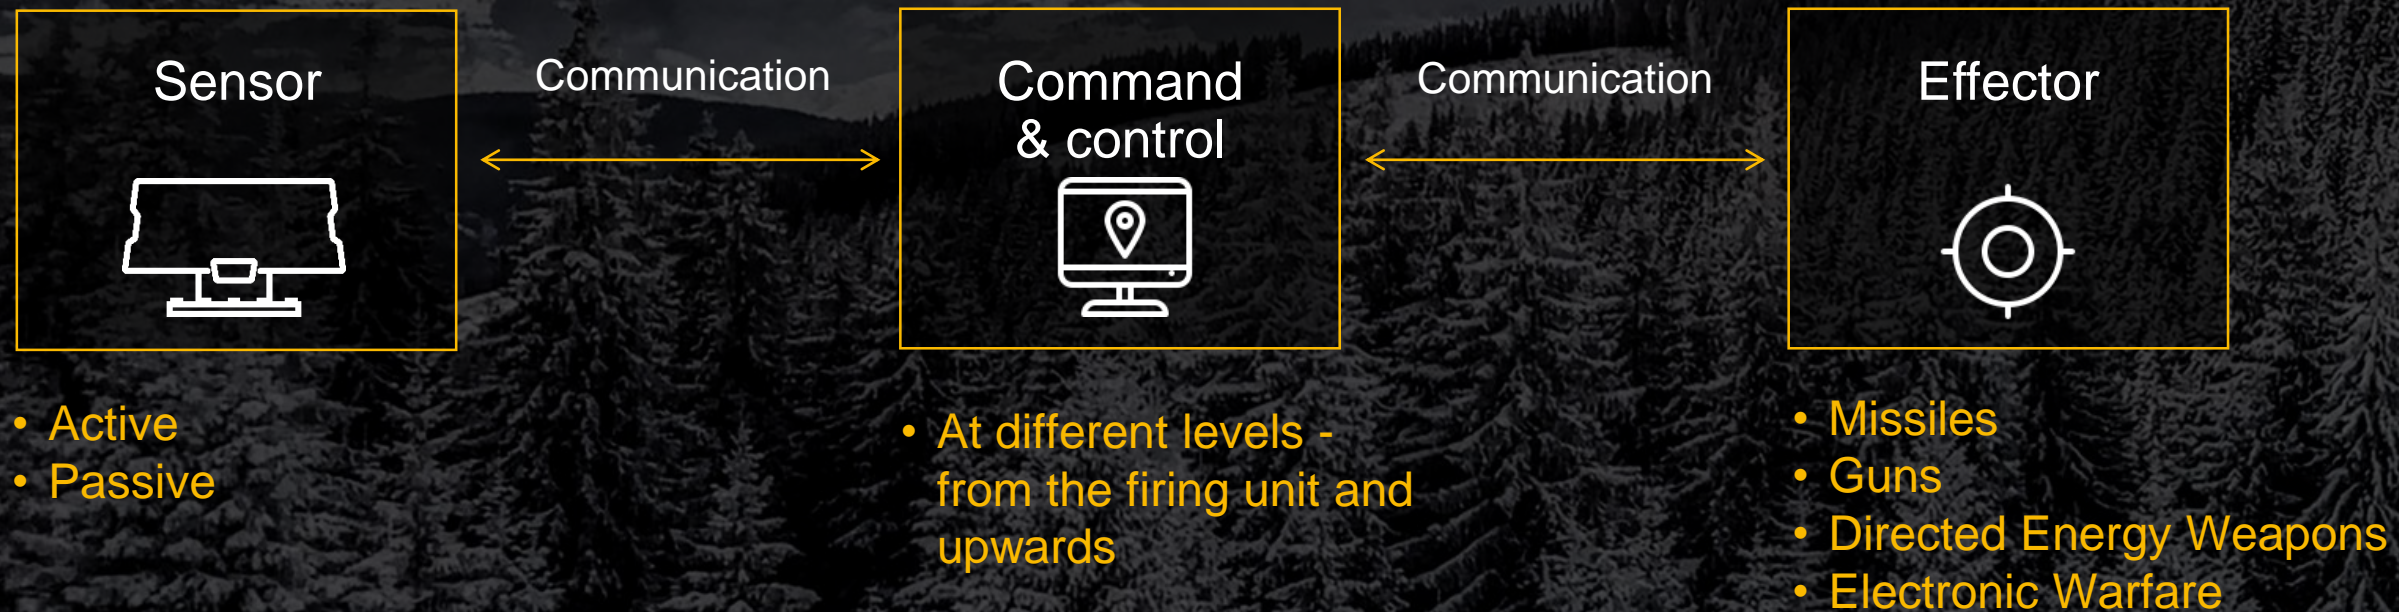 Sensor
Communication
Command
& control
Communication
Effector
• Active
• Passive
• At different levels -
from the firing unit and
upwards
• Missiles
• Guns
• Directed Energy Weapons
• Electronic Warfare